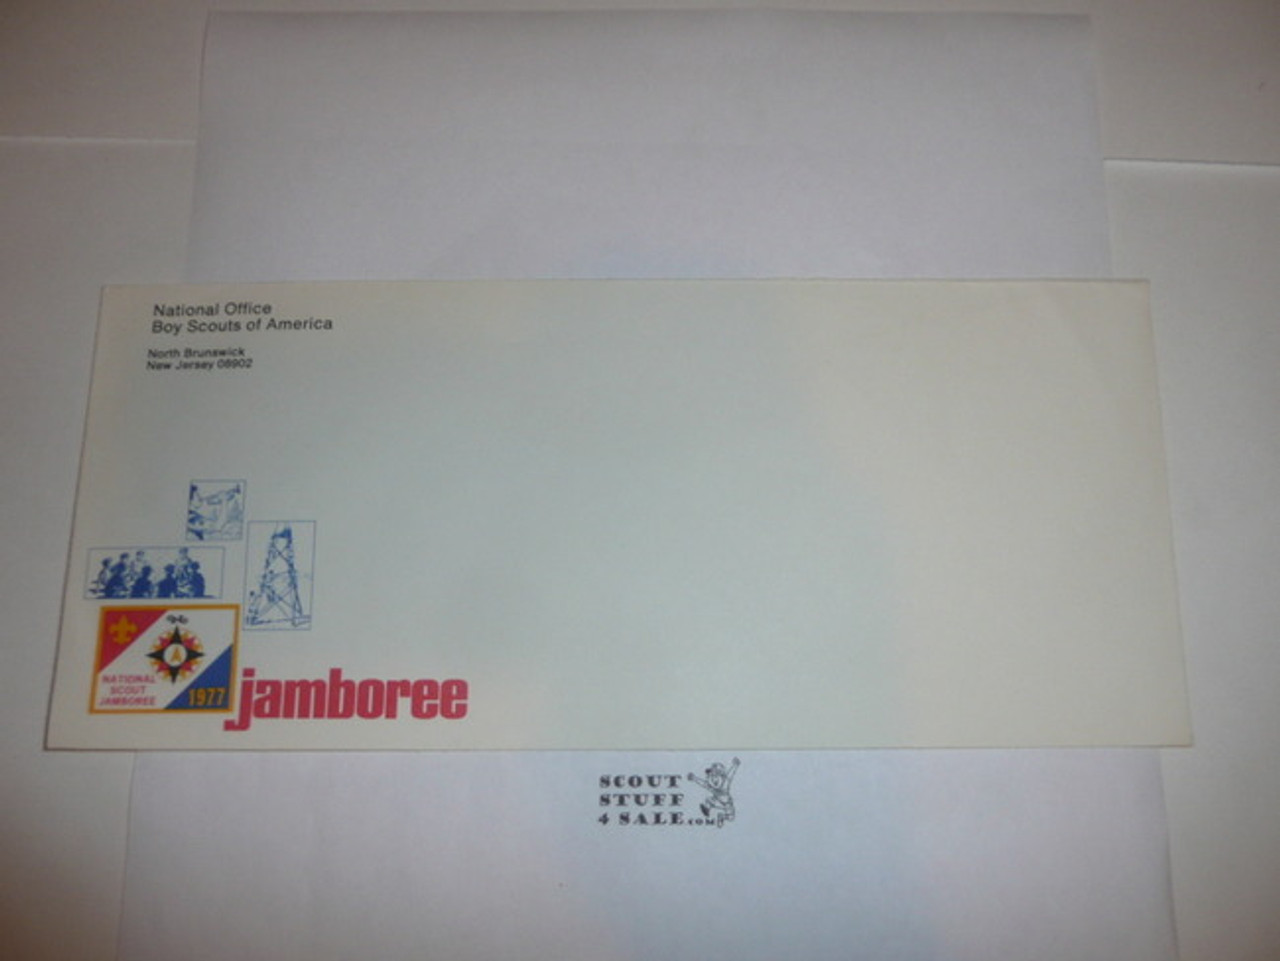 National Office
Boy Scouts of America
North Brunswick
New Jersey 08902
NATIONAL
SCOUT
JAMBOREE
1977
jamboree
SCOUT
STUFF
4 SALE.COM